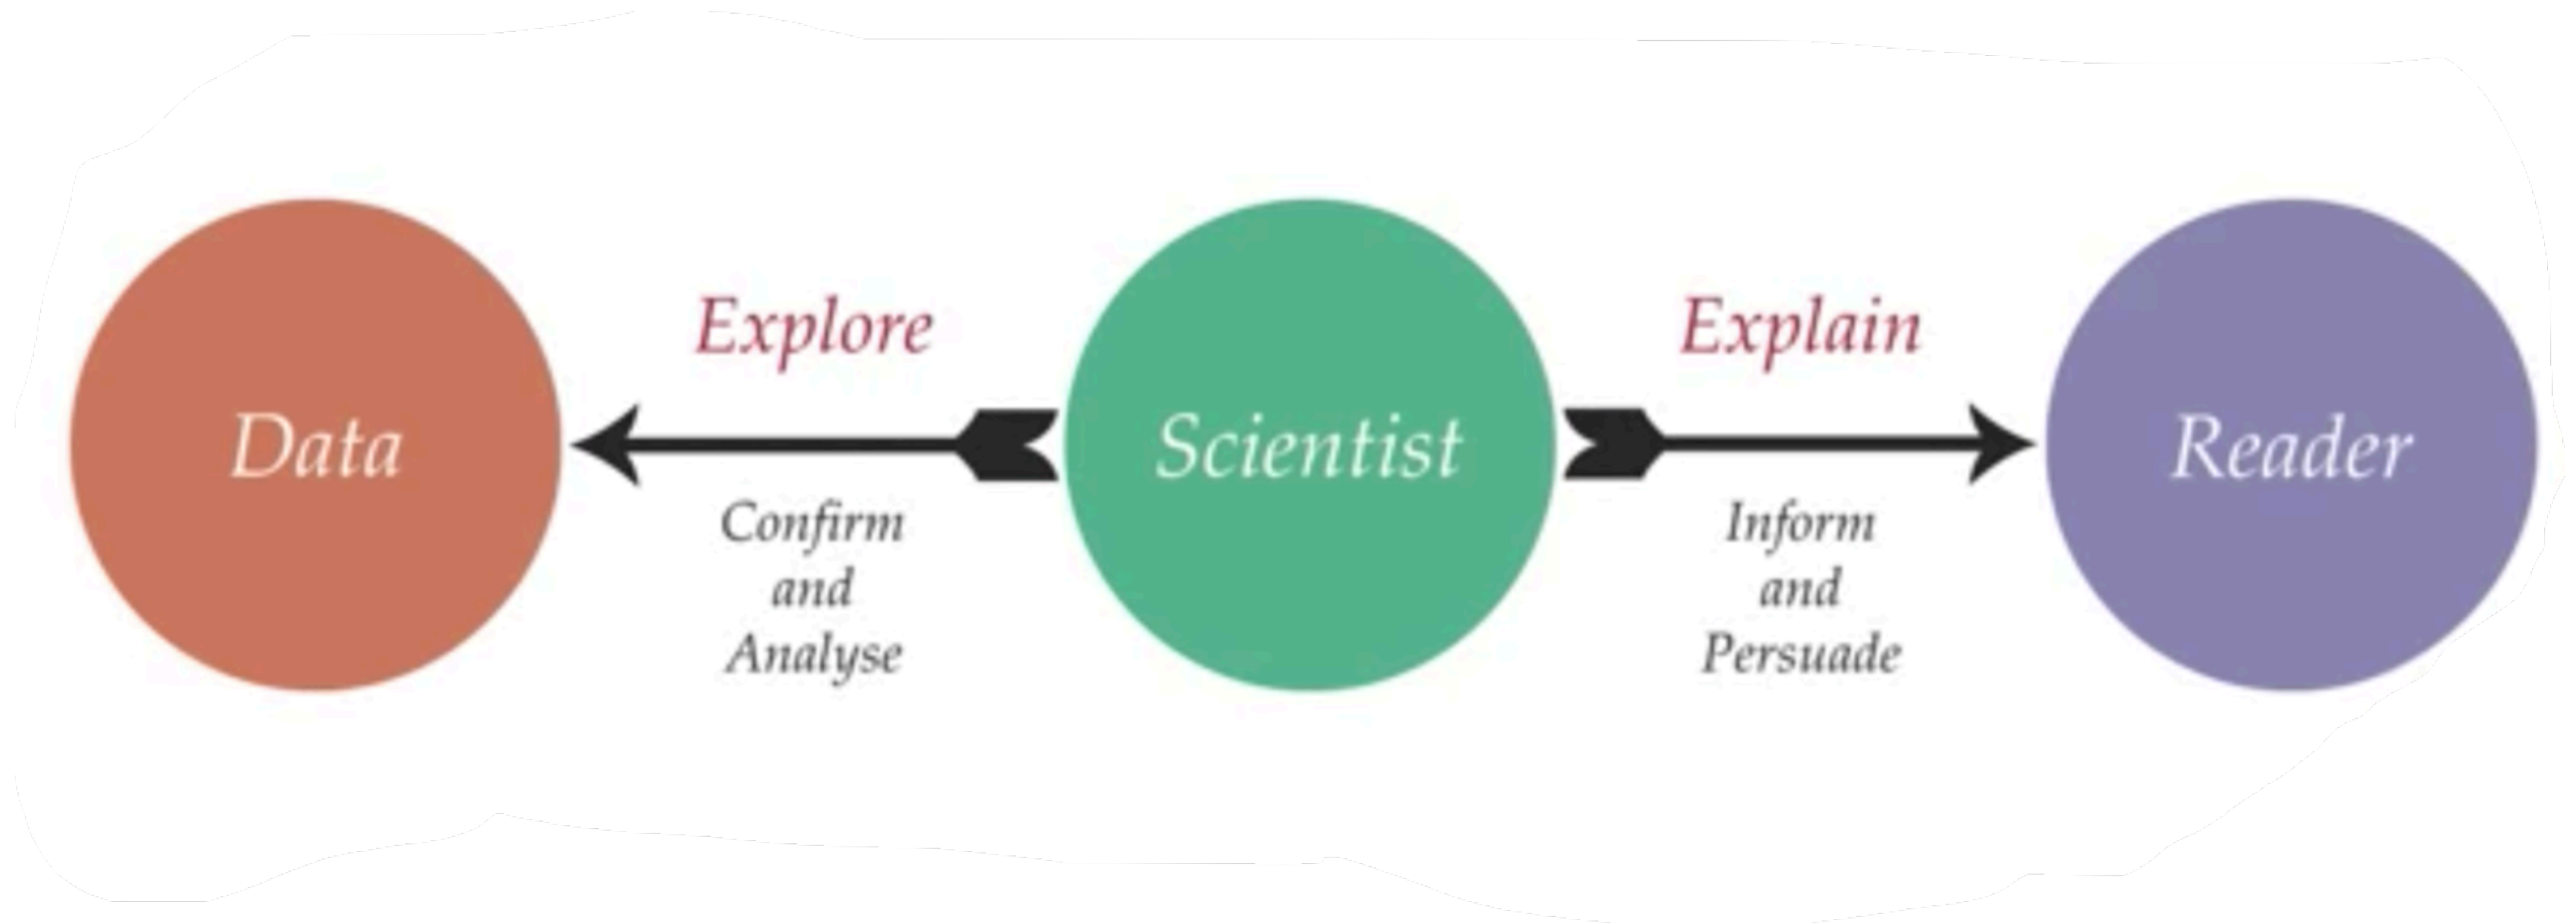 Data
Explore
Confirm
and
Analyse
Scientist
Explain
Inform
and
Persuade
Reader